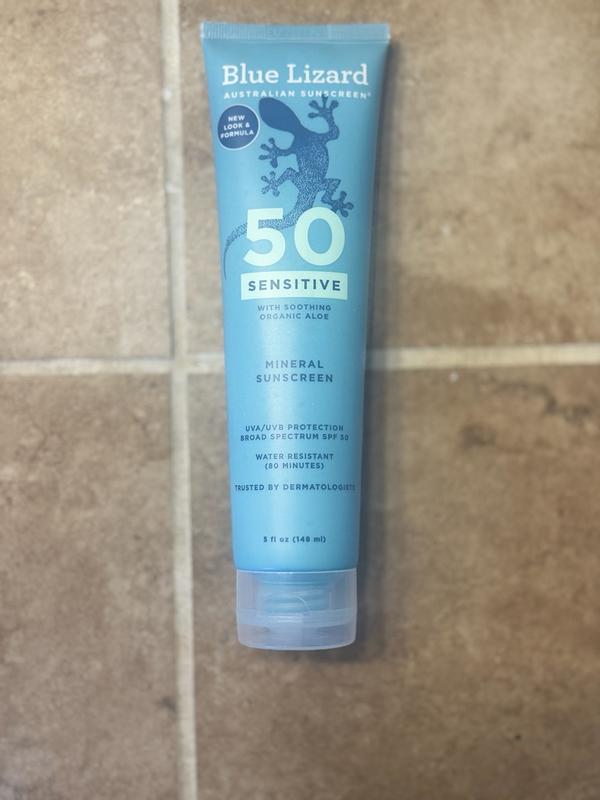 Blue Lizard
AUSTRALIAN SUNSCREEN®
NEW
LOOK &
FORMULA
50
SENSITIVE
WITH SOOTHING
ORGANIC ALOE
MINERAL
SUNSCREEN
UVA/UVB PROTECTION
BROAD SPECTRUM SPF 50
WATER RESISTANT
(80 MINUTES)
TRUSTED BY DERMATOLOGISTS
5 fl oz (148 ml)